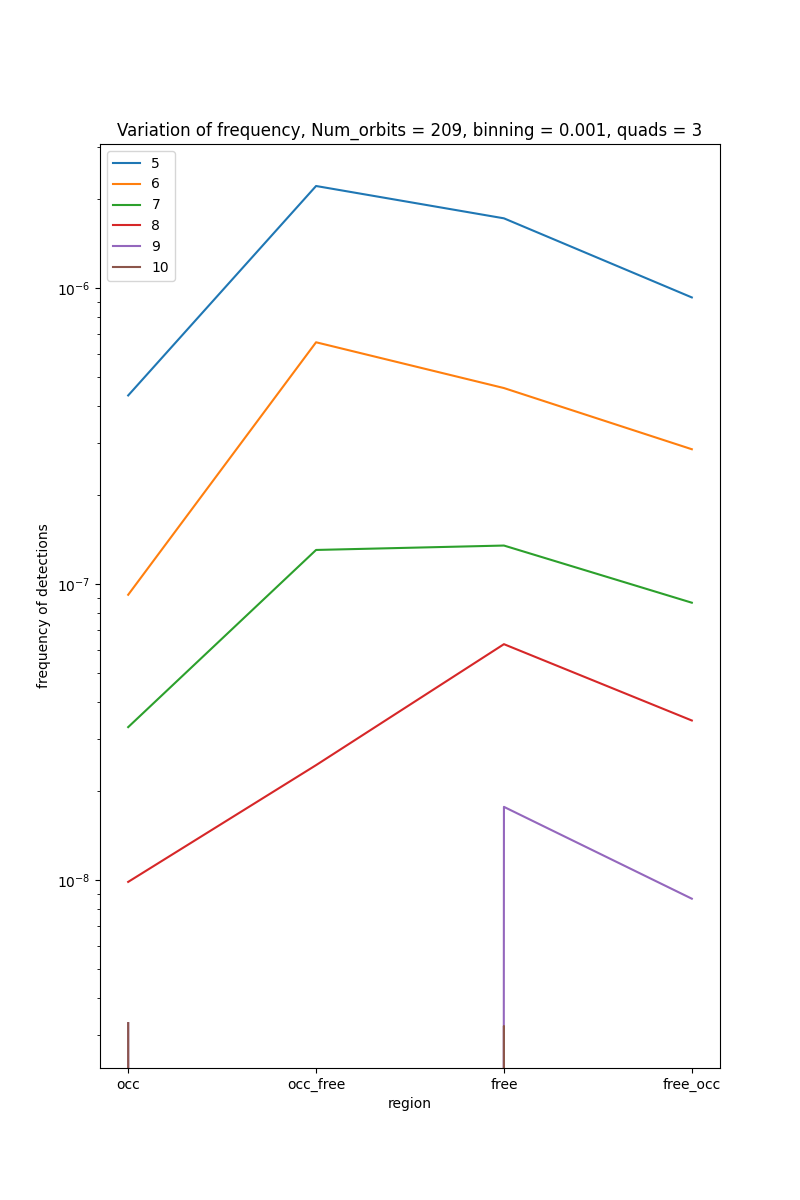 Variation of frequency, Num_orbits = 209, binning = 0.001, quads = 3
5
6
7
8
9
10
10⁻⁶
10⁻⁷
10⁻⁸
frequency of detections
occ occ_free free free_occ
region